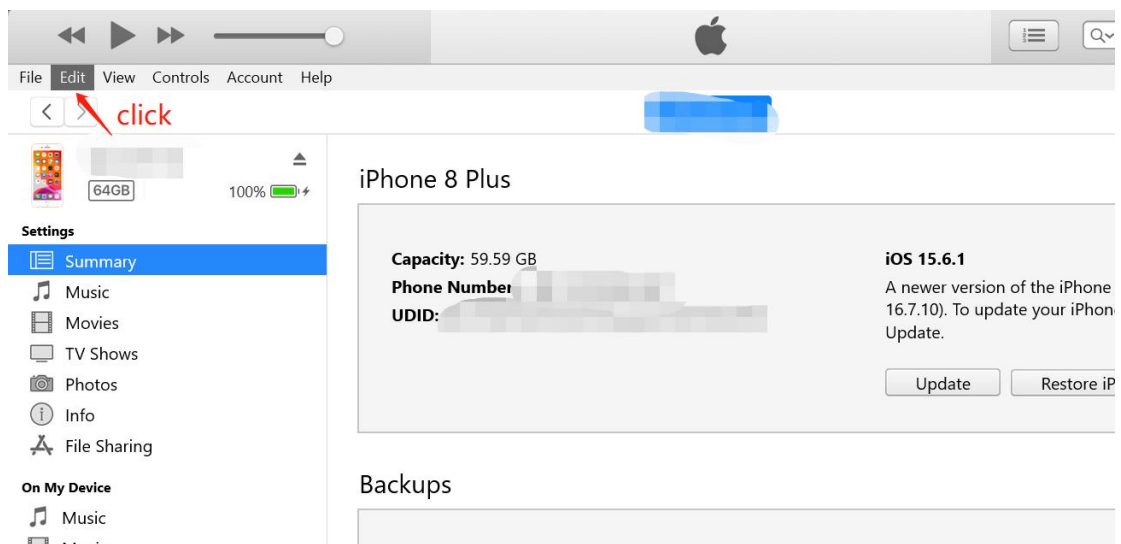 File Edit View Controls Account Help
click
64GB
100%
Settings
Summary
Music
Movies
TV Shows
Photos
Info
File Sharing
On My Device
Music
iPhone 8 Plus
Capacity: 59.59 GB
Phone Number
UDID:
iOS 15.6.1
A newer version of the iPhone
16.7.10). To update your iPhon
Update.
Update
Restore iP
Backups